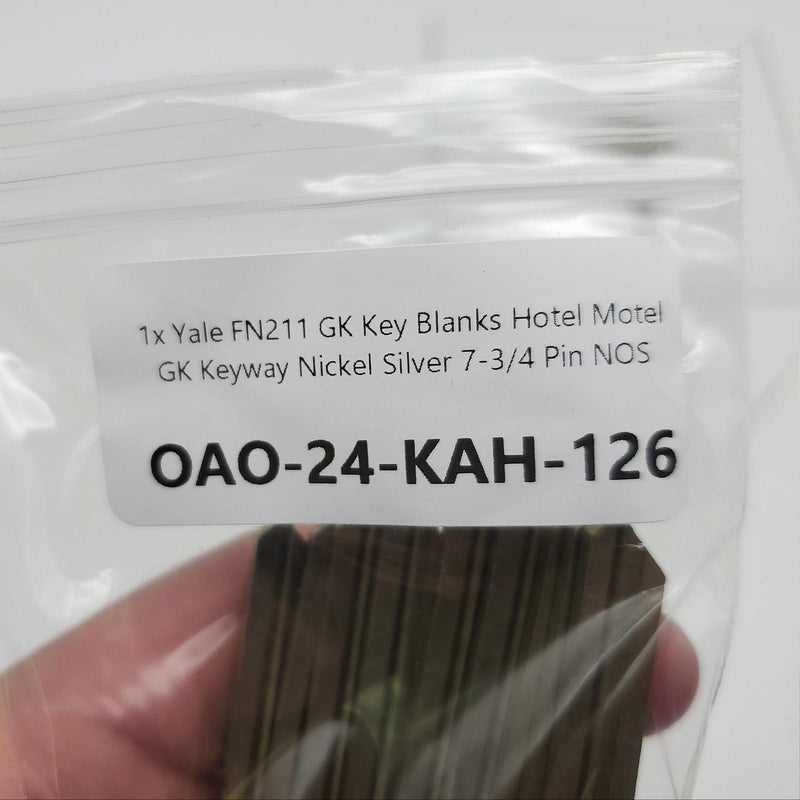 1x Yale FN211 GK Key Blanks Hotel Motel
GK Keyway Nickel Silver 7-3/4 Pin NOS
OAO-24-KAH-126